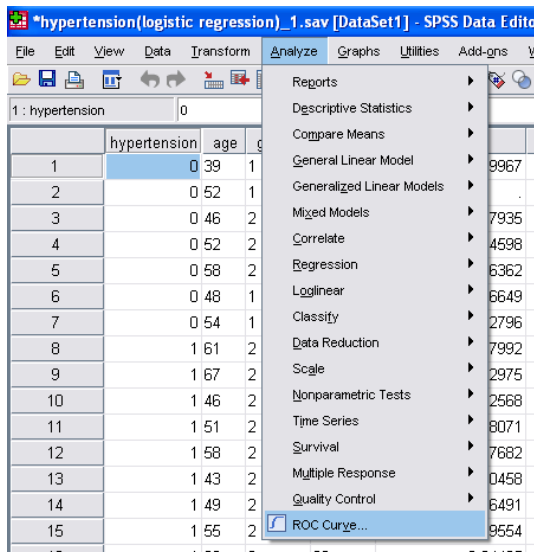 *hypertension(logistic regression)_1.sav [DataSet1] - SPSS Data Edito
File Edit View Data Transform Analyze Graphs Utilities Add-ons
1 : hypertension 0
hypertension age g
1 0 39 1 9967
2 0 52 1 .
3 0 46 2 7935
4 0 52 2 4598
5 0 58 2 6362
6 0 48 1 6649
7 0 54 1 2796
8 1 61 2 7992
9 1 67 2 2975
10 1 46 2 2568
11 1 51 2 8071
12 1 58 2 7682
13 1 43 2 0458
14 1 49 2 6491
15 1 55 2 9554
Reports
Descriptive Statistics
Compare Means
General Linear Model
Generalized Linear Models
Mixed Models
Correlate
Regression
Loglinear
Classify
Data Reduction
Scale
Nonparametric Tests
Time Series
Survival
Multiple Response
Quality Control
ROC Curve...